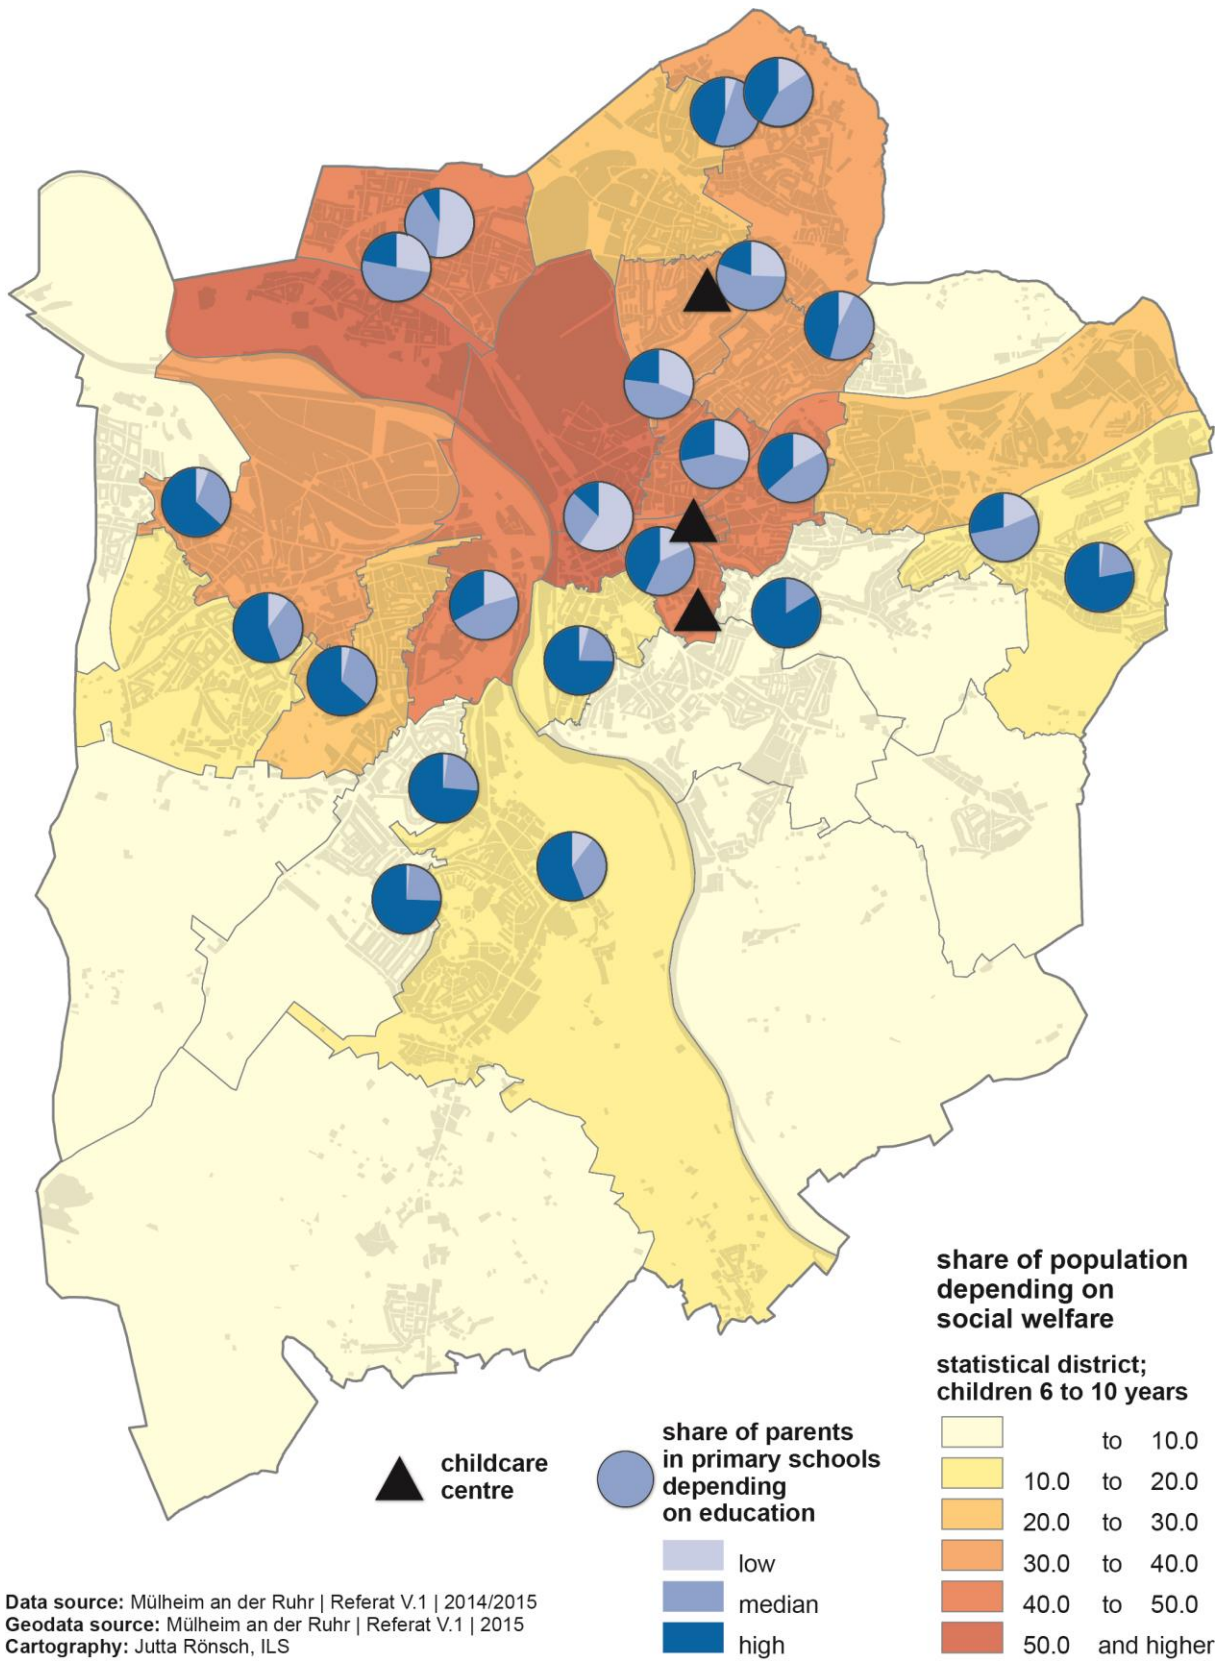 childcare
centre
share of parents
in primary schools
depending
on education
low
median
high
share of population
depending on
social welfare
statistical district;
children 6 to 10 years
to 10.0
10.0 to 20.0
20.0 to 30.0
30.0 to 40.0
40.0 to 50.0
50.0 and higher
Data source: Mülheim an der Ruhr | Referat V.1 | 2014/2015
Geodata source: Mülheim an der Ruhr | Referat V.1 | 2015
Cartography: Jutta Rönsch, ILS